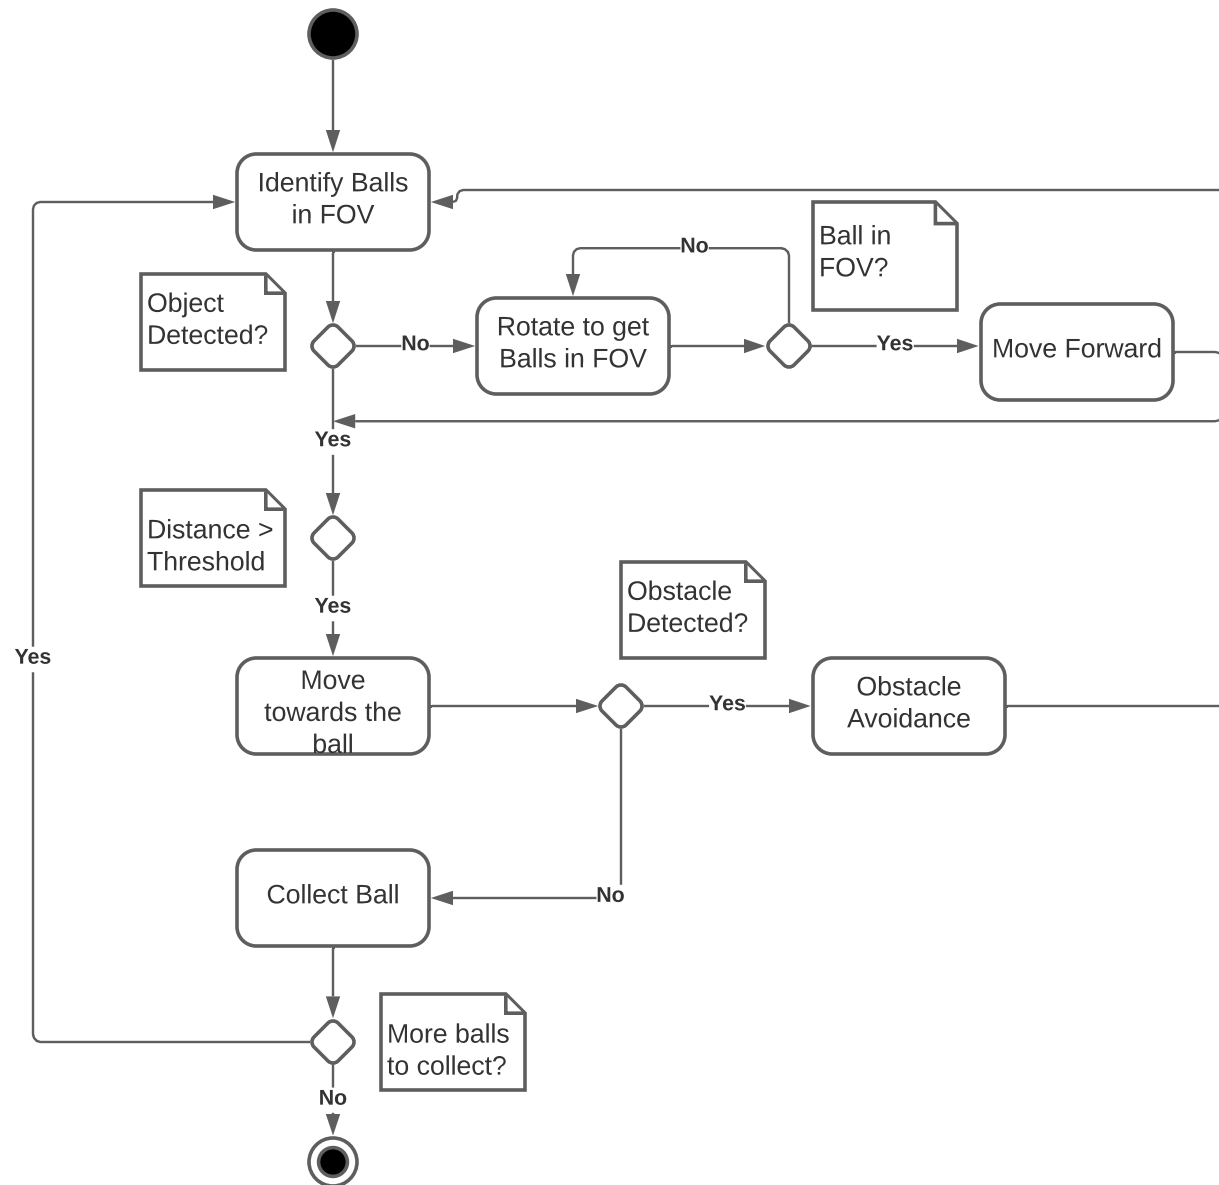 Identify Balls
in FOV
Ball in
FOV?
No
Object
Detected?
No
Rotate to get
Balls in FOV
Yes
Move Forward
Yes
Distance >
Threshold
Yes
Obstacle
Detected?
Yes
Move
towards the
ball
Yes
Obstacle
Avoidance
Collect Ball
No
More balls
to collect?
No